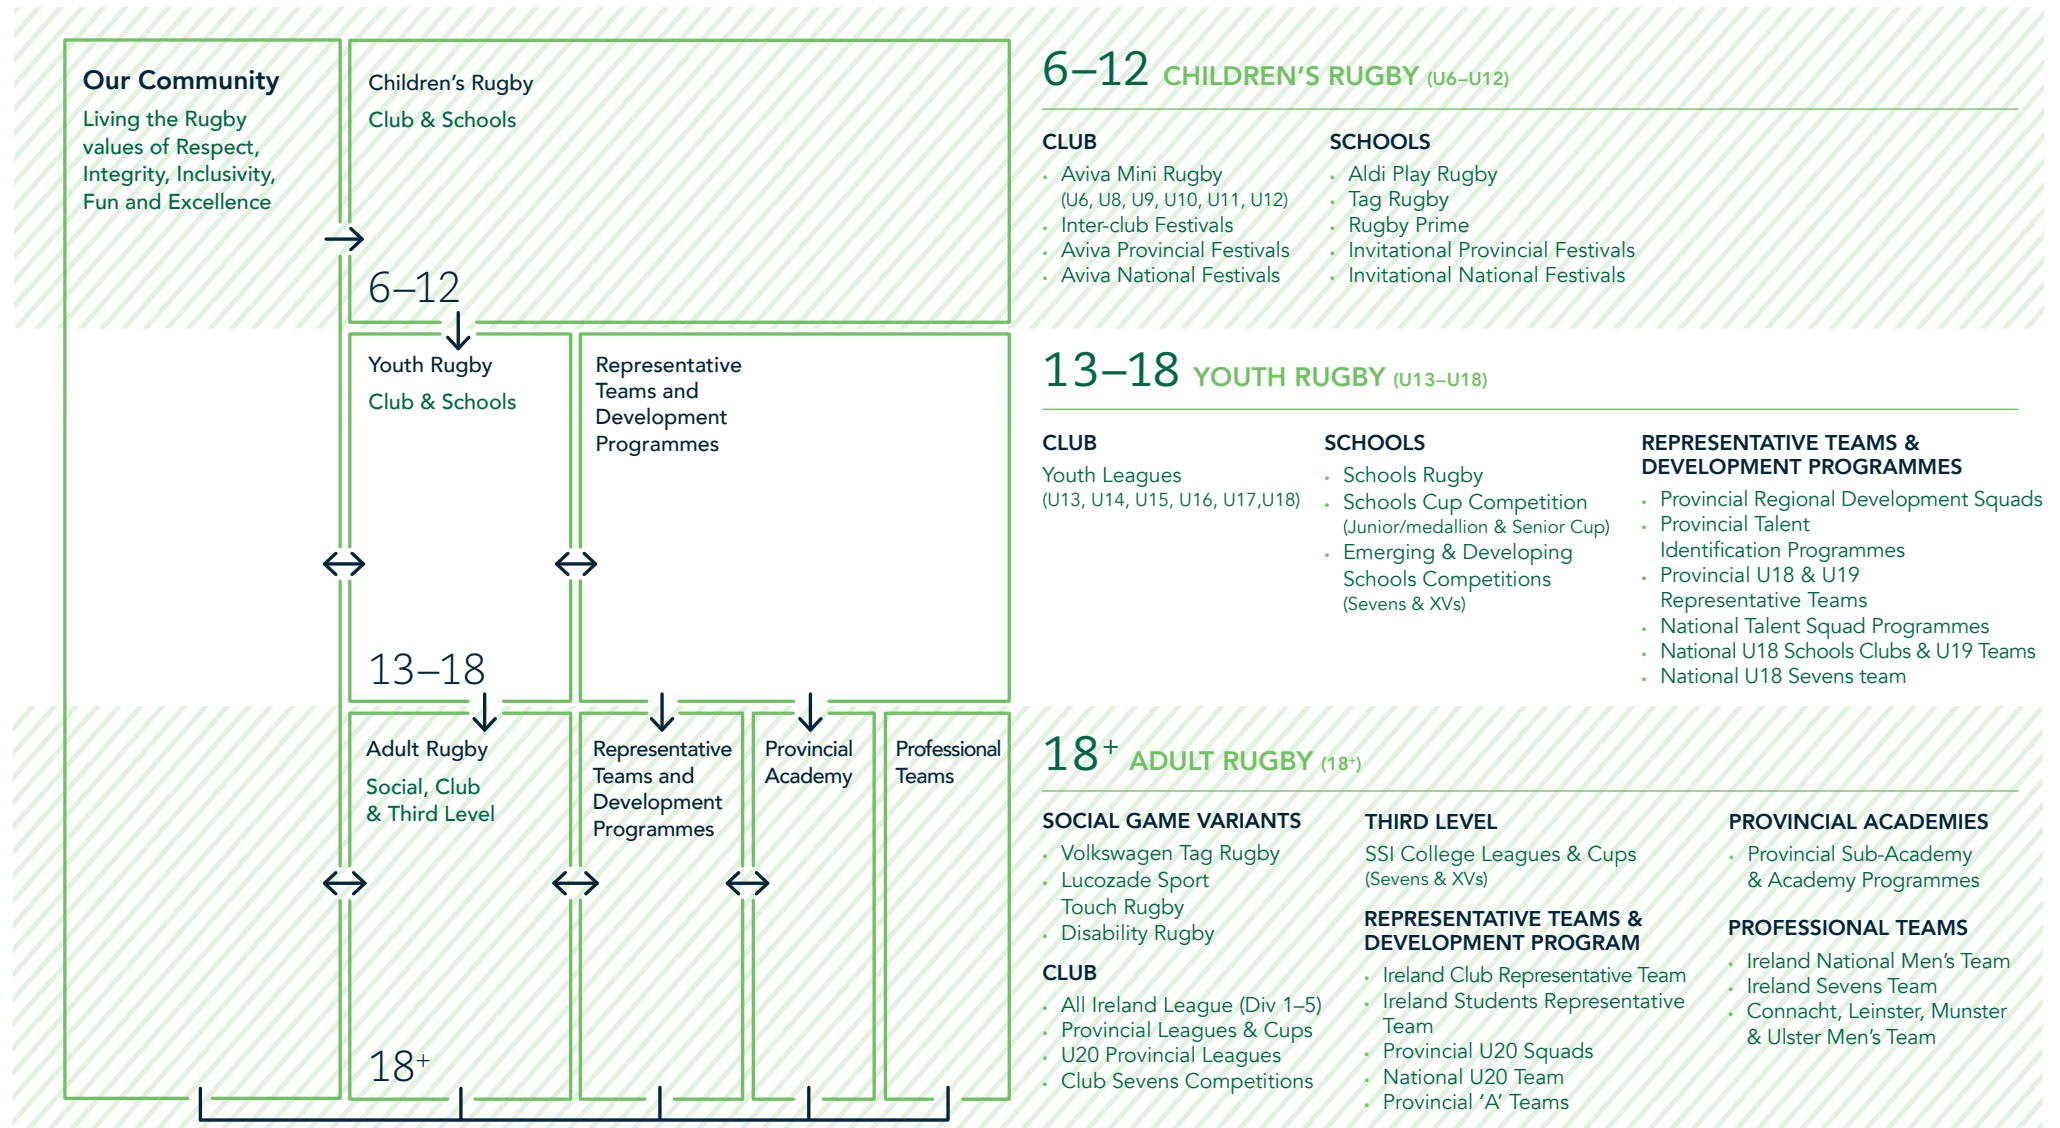 Our Community
Living the Rugby
values of Respect,
Integrity, Inclusivity,
Fun and Excellence
Children's Rugby
Club & Schools
6–12
Youth Rugby
Club & Schools
13–18
Representative
Teams and
Development
Programmes
Adult Rugby
Social, Club
& Third Level
18+
Representative
Teams and
Development
Programmes
Provincial
Academy
Professional
Teams
6–12 CHILDREN'S RUGBY (U6–U12)
CLUB
• Aviva Mini Rugby
(U6, U8, U9, U10, U11, U12)
• Inter-club Festivals
• Aviva Provincial Festivals
• Aviva National Festivals
SCHOOLS
• Aldi Play Rugby
• Tag Rugby
• Rugby Prime
• Invitational Provincial Festivals
• Invitational National Festivals
13–18 YOUTH RUGBY (U13–U18)
CLUB
Youth Leagues
(U13, U14, U15, U16, U17,U18)
SCHOOLS
• Schools Rugby
• Schools Cup Competition
(Junior/medallion & Senior Cup)
• Emerging & Developing
Schools Competitions
(Sevens & XVs)
REPRESENTATIVE TEAMS &
DEVELOPMENT PROGRAMMES
• Provincial Regional Development Squads
• Provincial Talent
Identification Programmes
• Provincial U18 & U19
Representative Teams
• National Talent Squad Programmes
• National U18 Schools Clubs & U19 Teams
• National U18 Sevens team
18+ ADULT RUGBY (18+)
SOCIAL GAME VARIANTS
• Volkswagen Tag Rugby
• Lucozade Sport
Touch Rugby
• Disability Rugby
CLUB
• All Ireland League (Div 1–5)
• Provincial Leagues & Cups
• U20 Provincial Leagues
• Club Sevens Competitions
THIRD LEVEL
SSI College Leagues & Cups
(Sevens & XVs)
REPRESENTATIVE TEAMS &
DEVELOPMENT PROGRAM
• Ireland Club Representative Team
• Ireland Students Representative
Team
• Provincial U20 Squads
• National U20 Team
• Provincial ‘A’ Teams
PROVINCIAL ACADEMIES
• Provincial Sub-Academy
& Academy Programmes
PROFESSIONAL TEAMS
• Ireland National Men's Team
• Ireland Sevens Team
• Connacht, Leinster, Munster
& Ulster Men's Team